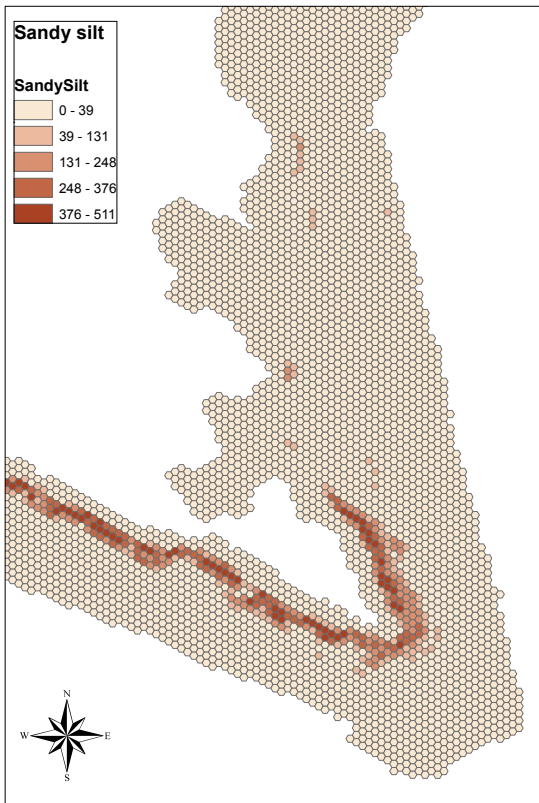 Sandy silt
SandySilt
0 - 39
39 - 131
131 - 248
248 - 376
376 - 511
N
W E
S